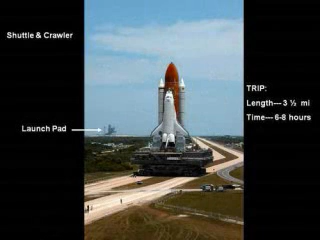 Shuttle & Crawler
TRIP:
Length--- 3 ½ mi
Time--- 6-8 hours
Launch Pad